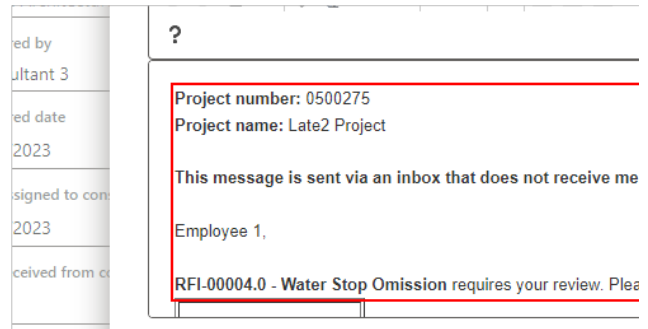 red by
ultant 3
red date
2023
signed to con
2023
ceived from c
?
Project number: 0500275
Project name: Late2 Project
This message is sent via an inbox that does not receive me
Employee 1,
RFI-00004.0 - Water Stop Omission requires your review. Plea